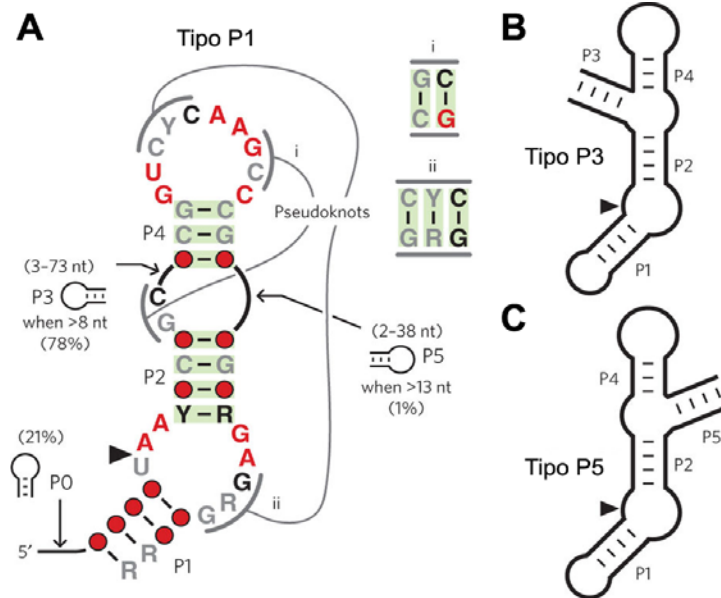 A
Tipo P1
C Y C A A G C C
U G
i
Pseudoknots
G – C
C – G
P4
(3–73 nt)
P3
when >8 nt
(78%)
C
G
(2–38 nt)
P5
when >13 nt
(1%)
C – G
P2
Y – R
A
A
U
G
A
G
R
G
ii
(21%)
P0
5'
R R
P1
i
G C
C G
ii
C Y C
G R G
B
P3
P4
Tipo P3
P2
P1
C
P4
P5
Tipo P5
P2
P1